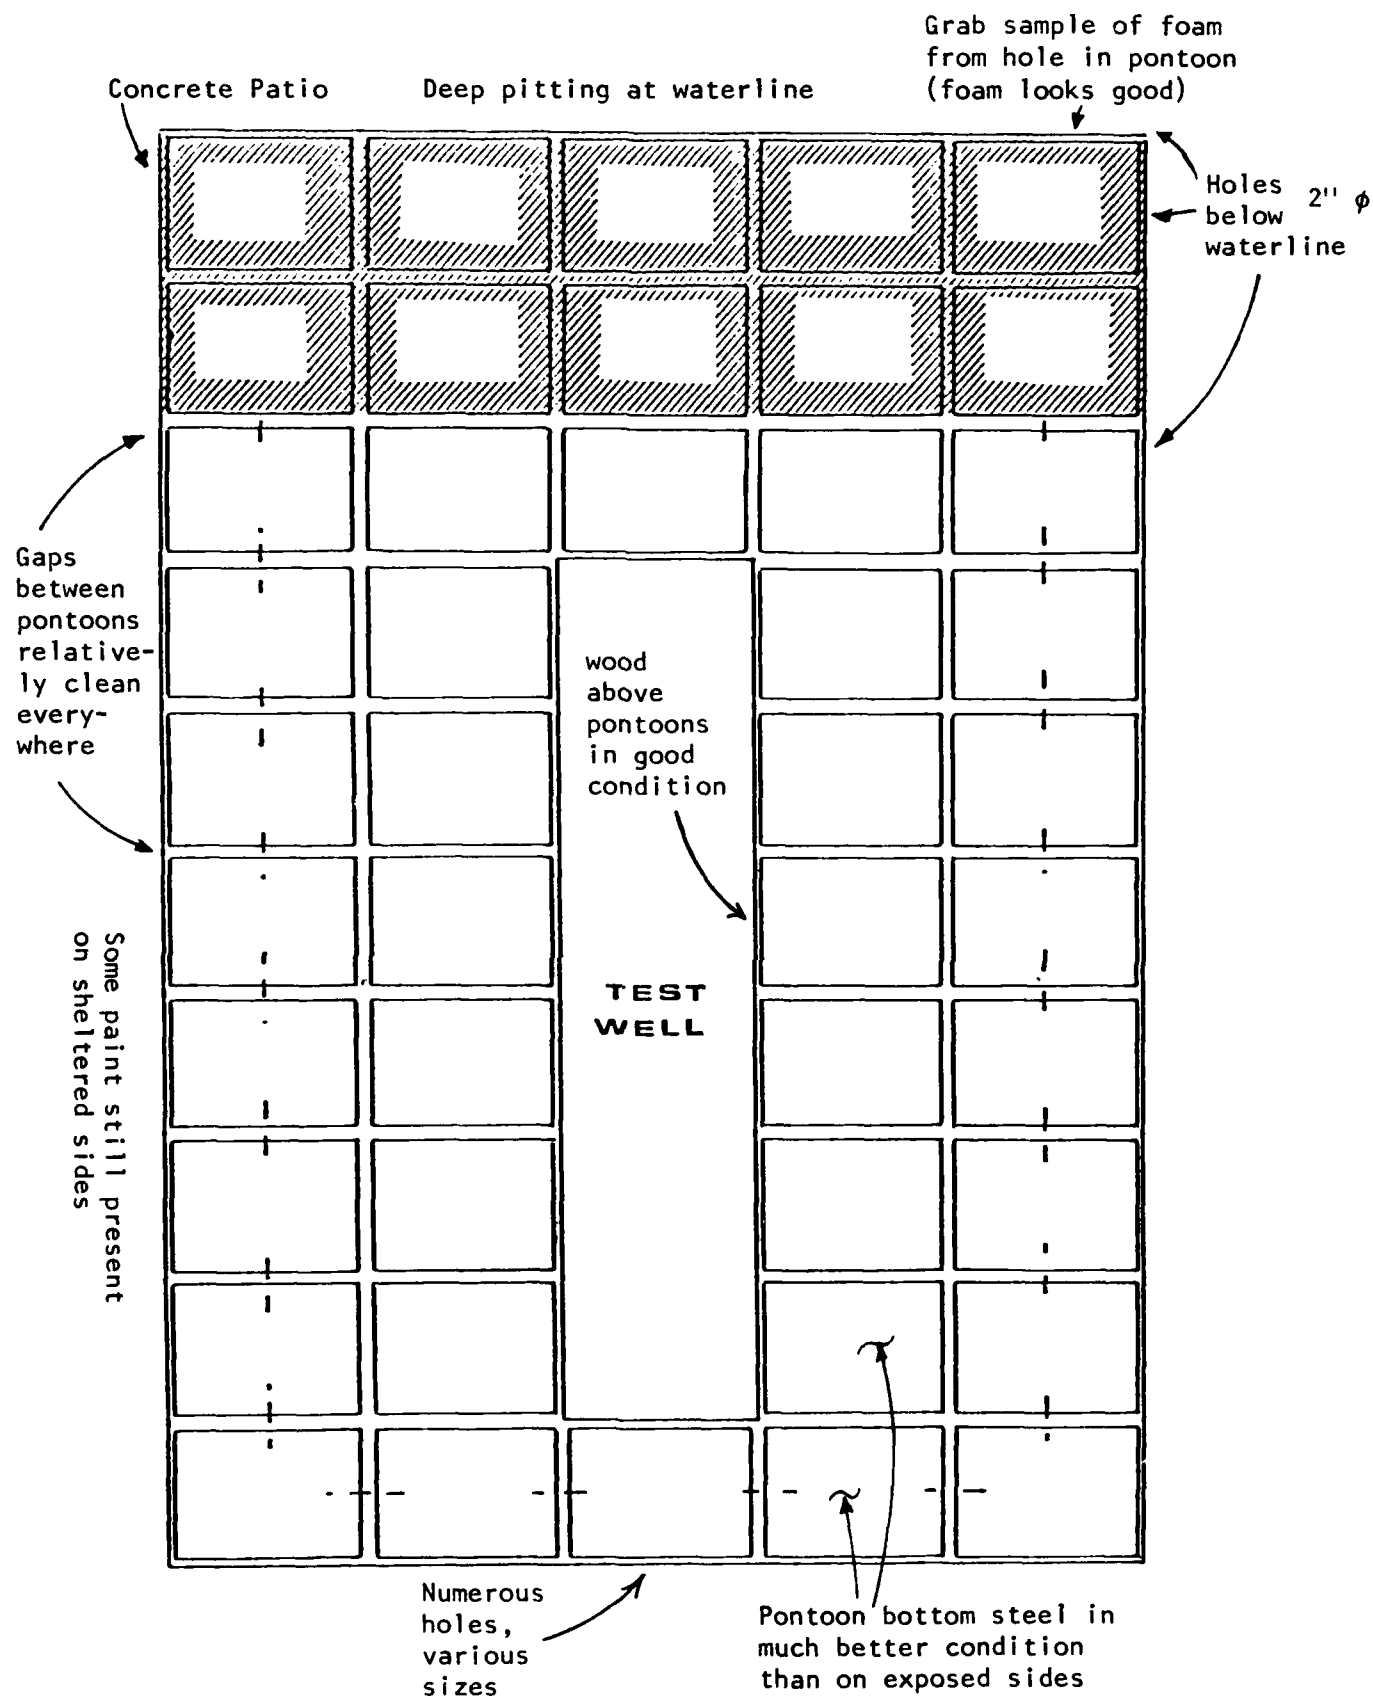 Grab sample of foam
from hole in pontoon
(foam looks good)
Concrete Patio
Deep pitting at waterline
Holes
below
waterline
2" ϕ
Gaps
between
pontoons
relative-
ly clean
every-
where
wood
above
pontoons
in good
condition
Some paint still present
on sheltered sides
TEST
WELL
Numerous
holes,
various
sizes
Pontoon bottom steel in
much better condition
than on exposed sides